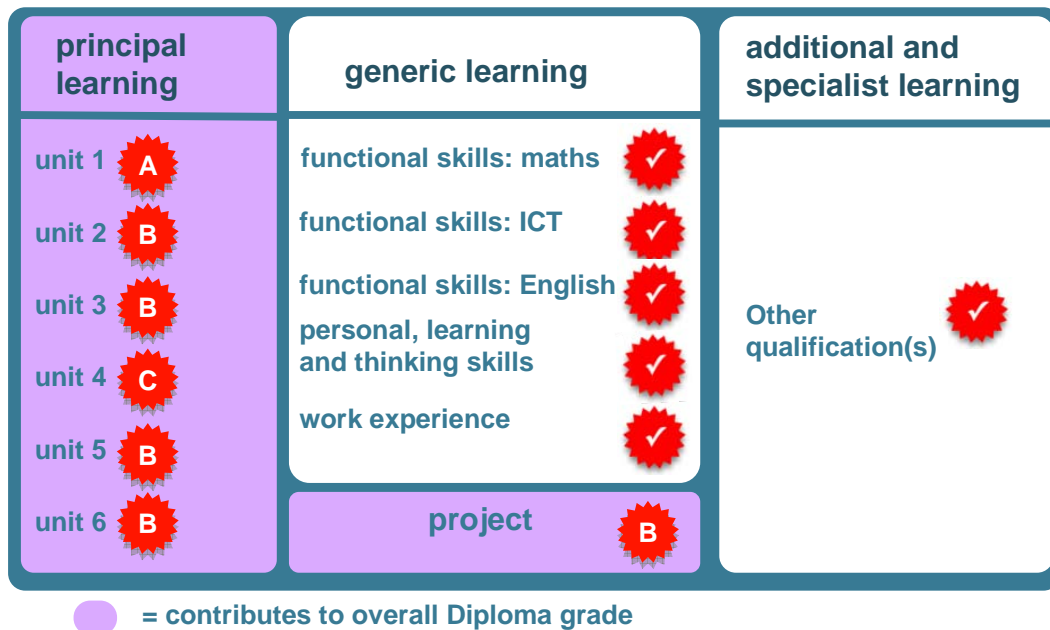 principal
learning
unit 1 A
unit 2 B
unit 3 B
unit 4 C
unit 5 B
unit 6 B
generic learning
functional skills: maths ✓
functional skills: ICT ✓
functional skills: English ✓
personal, learning
and thinking skills ✓
work experience ✓
project B
additional and
specialist learning
Other
qualification(s) ✓
= contributes to overall Diploma grade